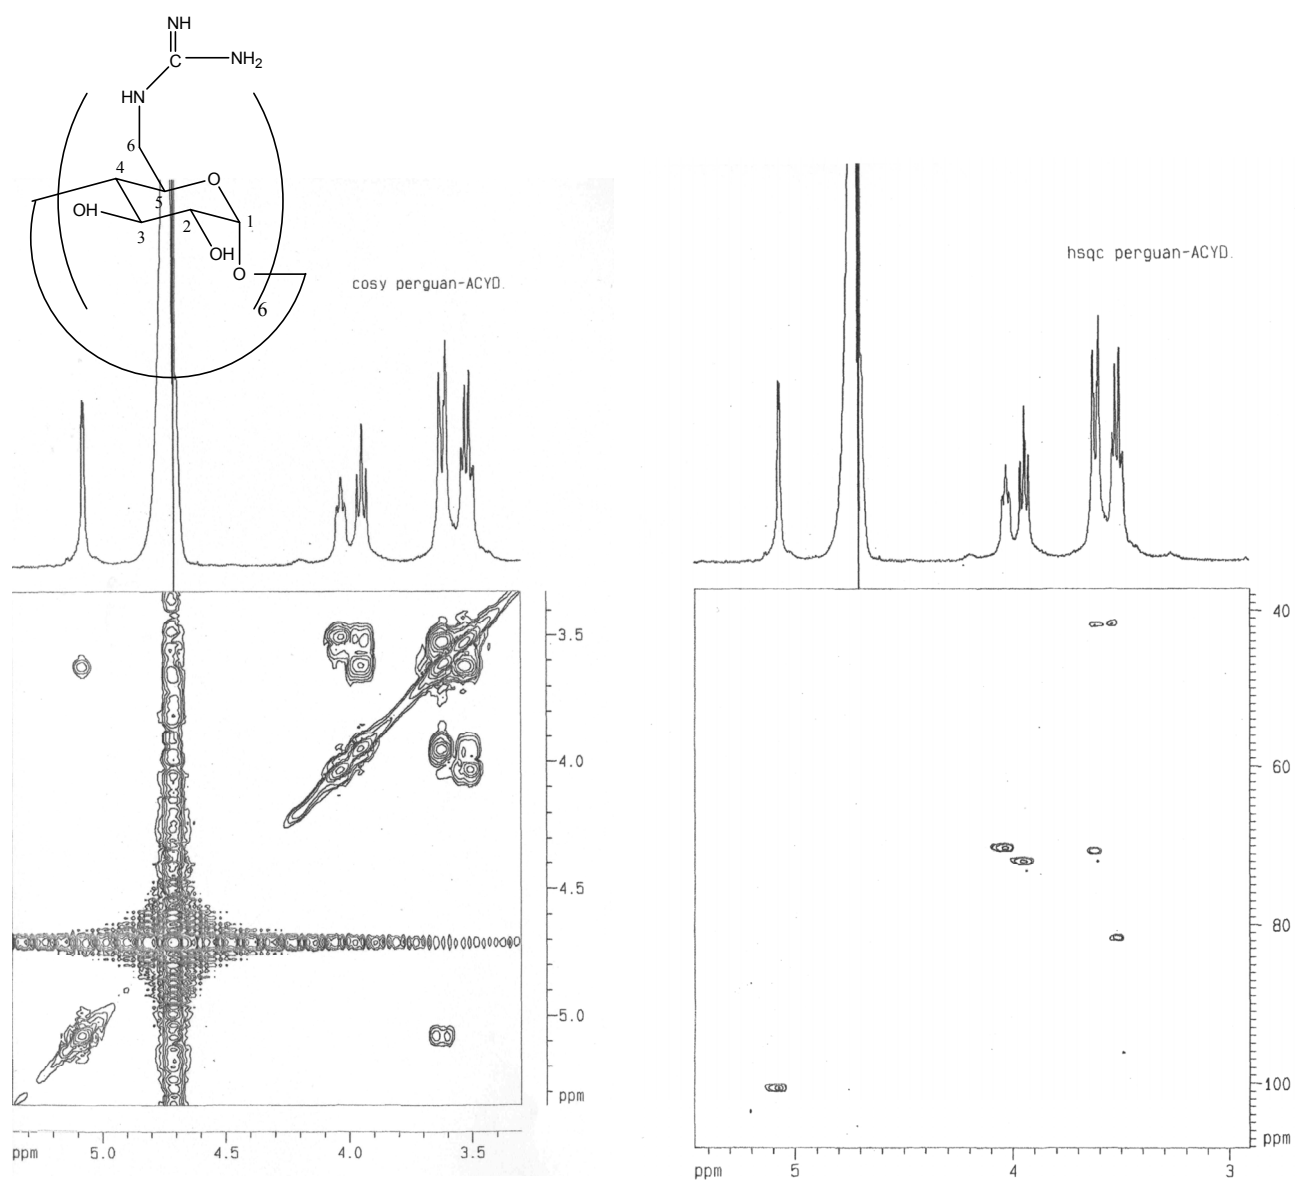 NH
C
NH2
HN
6
4
O
5
OH
3
2
1
OH
O
6
cosy perguan-ACYD.
3.5
4.0
4.5
5.0
ppm
ppm 5.0 4.5 4.0 3.5
hsqc perguan-ACYD.
40
60
80
100
ppm
ppm 5 4 3